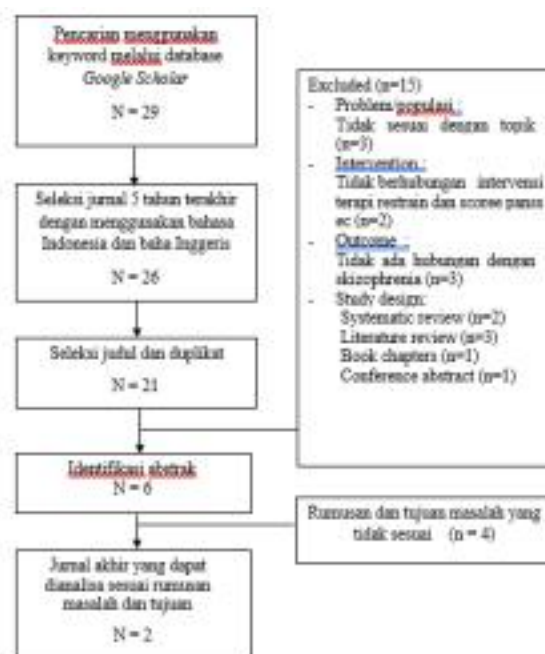 Pencarian menggunakan
keyword melalui database
Google Scholar
N = 29
Seleksi jurnal 5 tahun terakhir
dengan menggunakan bahasa
Indonesia dan baha Inggeris
N = 26
Seleksi judul dan duplikat
N = 21
Identifikasi abstrak
N = 6
Jurnal akhir yang dapat
dianalisa sesuai rumusan
masalah dan tujuan
N = 2
Excluded (n=15)
- Problem/populasi :
Tidak sesuai dengan topik
(n=3)
- Intervention :
Tidak berhubungan intervensi
terapi restrain dan scoree panss
ec (n=2)
- Outcome :
Tidak ada hubungan dengan
skizophrenia (n=3)
- Study design:
Systematic review (n=2)
Literature review (n=3)
Book chapters (n=1)
Conference abstract (n=1)
Rumusan dan tujuan masalah yang
tidak sesuai (n = 4)